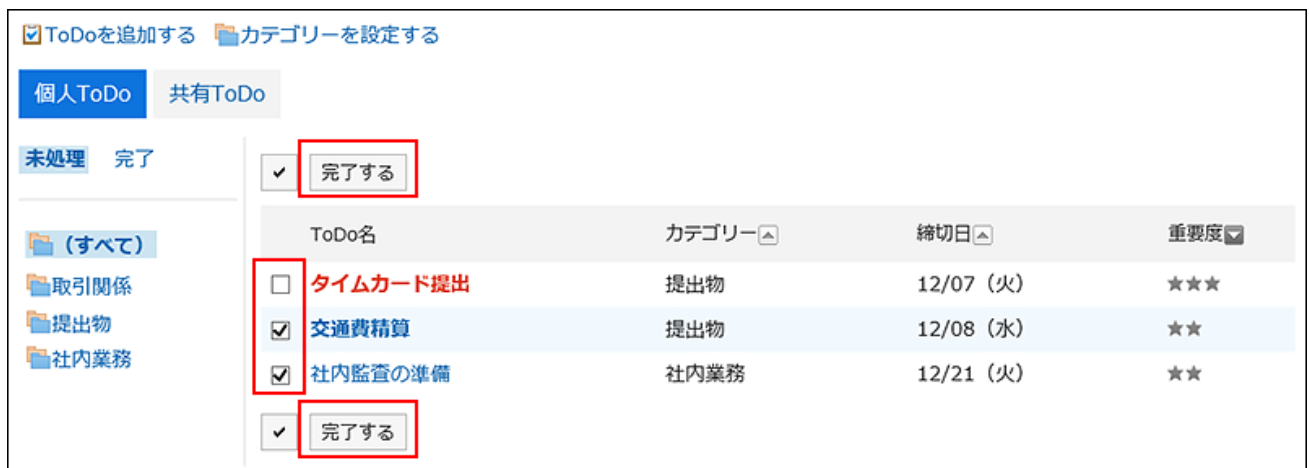 ToDoを追加する カテゴリーを設定する
個人ToDo 共有ToDo
未処理 完了
(すべて)
取引関係
提出物
社内業務
完了する
ToDo名 カテゴリー 締切日 重要度
タイムカード提出 提出物 12/07（火） ★★★
交通費精算 提出物 12/08（水） ★★
社内監査の準備 社内業務 12/21（火） ★★
完了する